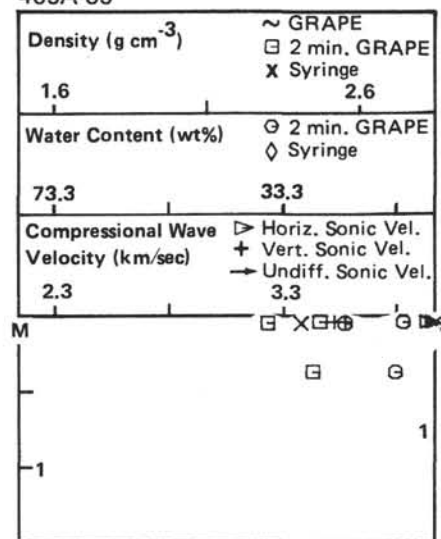 Density (g cm-3)
~ GRAPE
2 min. GRAPE
X Syringe
1.6 2.6
Water Content (wt%)
2 min. GRAPE
◊ Syringe
73.3 33.3
Compressional Wave
Velocity (km/sec)
Horiz. Sonic Vel.
+ Vert. Sonic Vel.
→ Undiff. Sonic Vel.
2.3 3.3
M
1
1